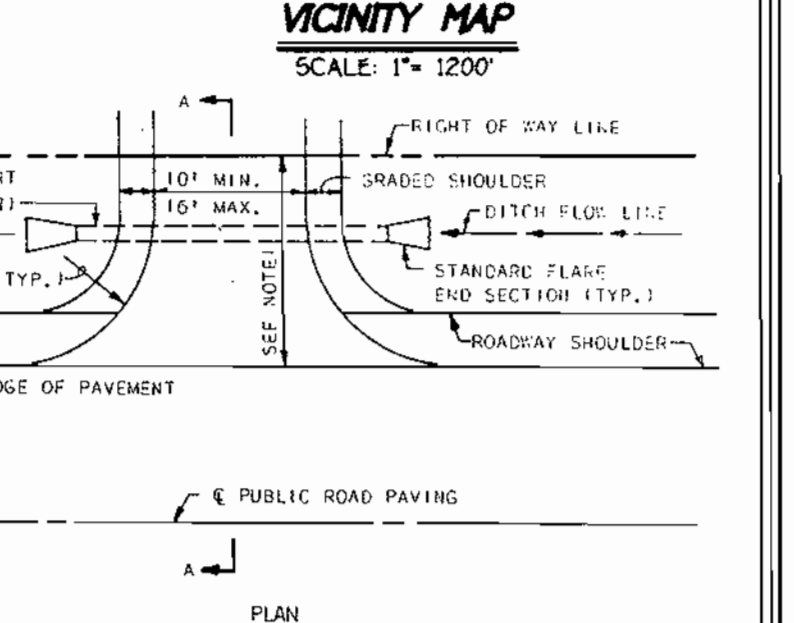 VICINITY MAP
SCALE: 1"= 1200'
A
RIGHT OF WAY LINE
10' MIN.
16' MAX.
GRADED SHOULDER
DITCH FLOW LINE
STANDARD FLARE
END SECTION (TYP.)
TYP.)
SEE NOTE!
ROADWAY SHOULDER
OF PAVEMENT
℄ PUBLIC ROAD PAVING
A
PLAN